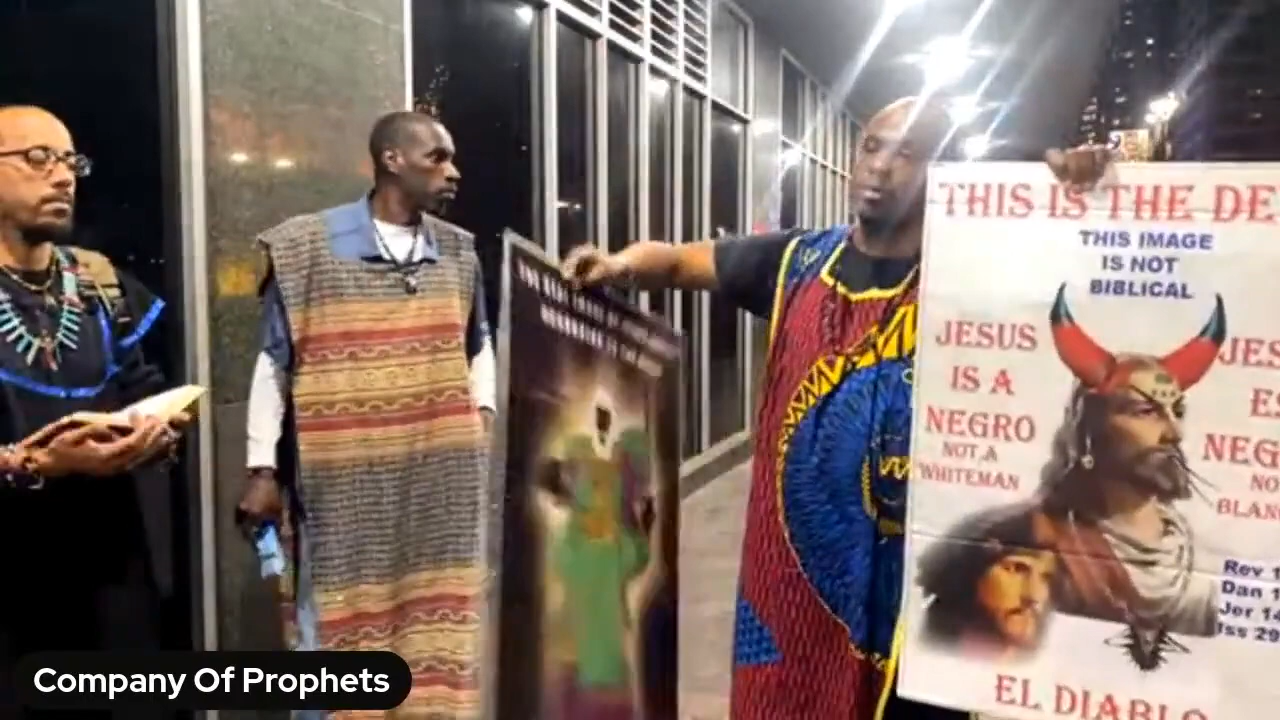 THIS IS THE DE
THIS IMAGE
IS NOT
BIBLICAL
JESUS
IS A
NEGRO
NOT A
WHITEMAN
JES
ES
NEG
NO
BLAN
Rev 1
Dan 1
Jer 14
Iss 29
EL DIABLO
Company Of Prophets